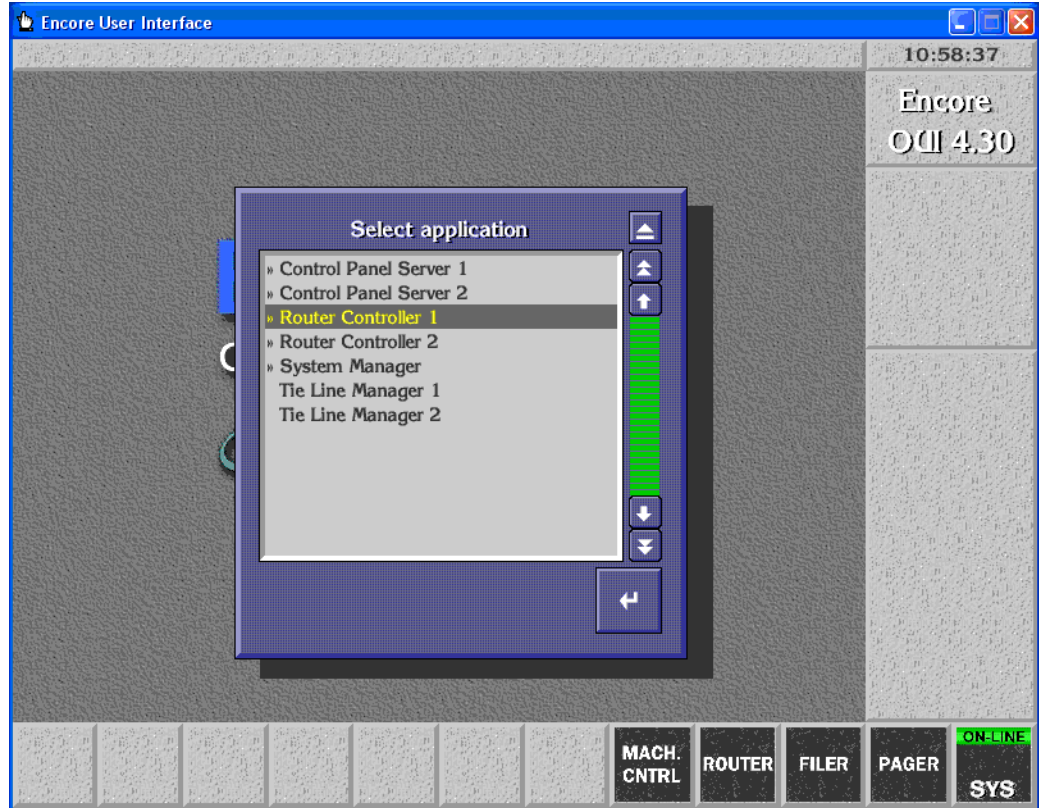 Encore User Interface
10:58:37
Encore
OUI 4.30
Select application
» Control Panel Server 1
» Control Panel Server 2
» Router Controller 1
» Router Controller 2
» System Manager
Tie Line Manager 1
Tie Line Manager 2
MACH.
CNTRL
ROUTER
FILER
PAGER
ON-LINE
SYS